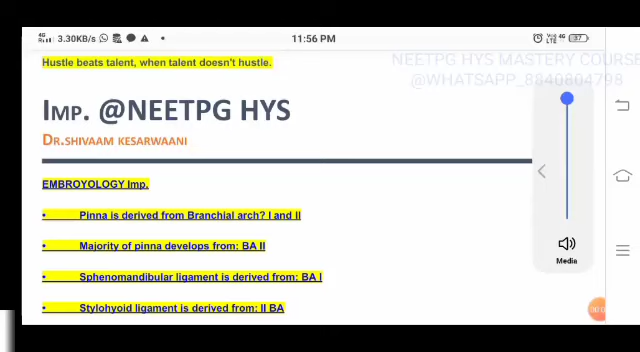 3.30KB/s
11:56 PM
VoLTE 4G 37
Hustle beats talent, when talent doesn't hustle.
NEETPG HYS MASTERY COURSE
@WHATSAPP_8840804798
IMP. @NEETPG HYS
DR.SHIVAAM KESARWAANI
EMBROYOLOGY Imp.
• Pinna is derived from Branchial arch? I and II
• Majority of pinna develops from: BA II
• Sphenomandibular ligament is derived from: BA I
• Stylohyoid ligament is derived from: II BA
Media